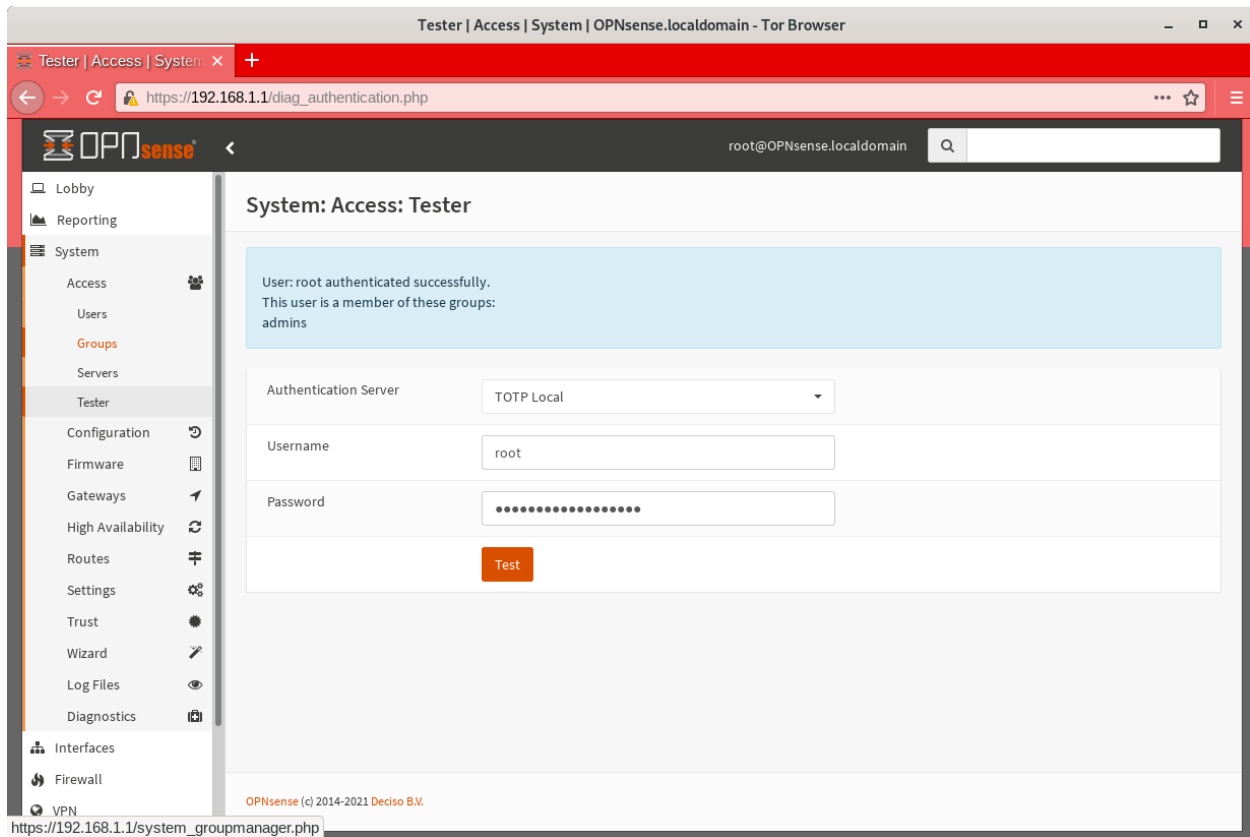 Tester | Access | System | OPNsense.localdomain - Tor Browser
Tester | Access | System
https://192.168.1.1/diag_authentication.php
OPNsense
root@OPNsense.localdomain
Lobby
Reporting
System
Access
Users
Groups
Servers
Tester
Configuration
Firmware
Gateways
High Availability
Routes
Settings
Trust
Wizard
Log Files
Diagnostics
Interfaces
Firewall
VPN
System: Access: Tester
User: root authenticated successfully.
This user is a member of these groups:
admins
Authentication Server
TOTP Local
Username
root
Password
••••••••••••••••••
Test
OPNsense (c) 2014-2021 Deciso B.V.
https://192.168.1.1/system_groupmanager.php